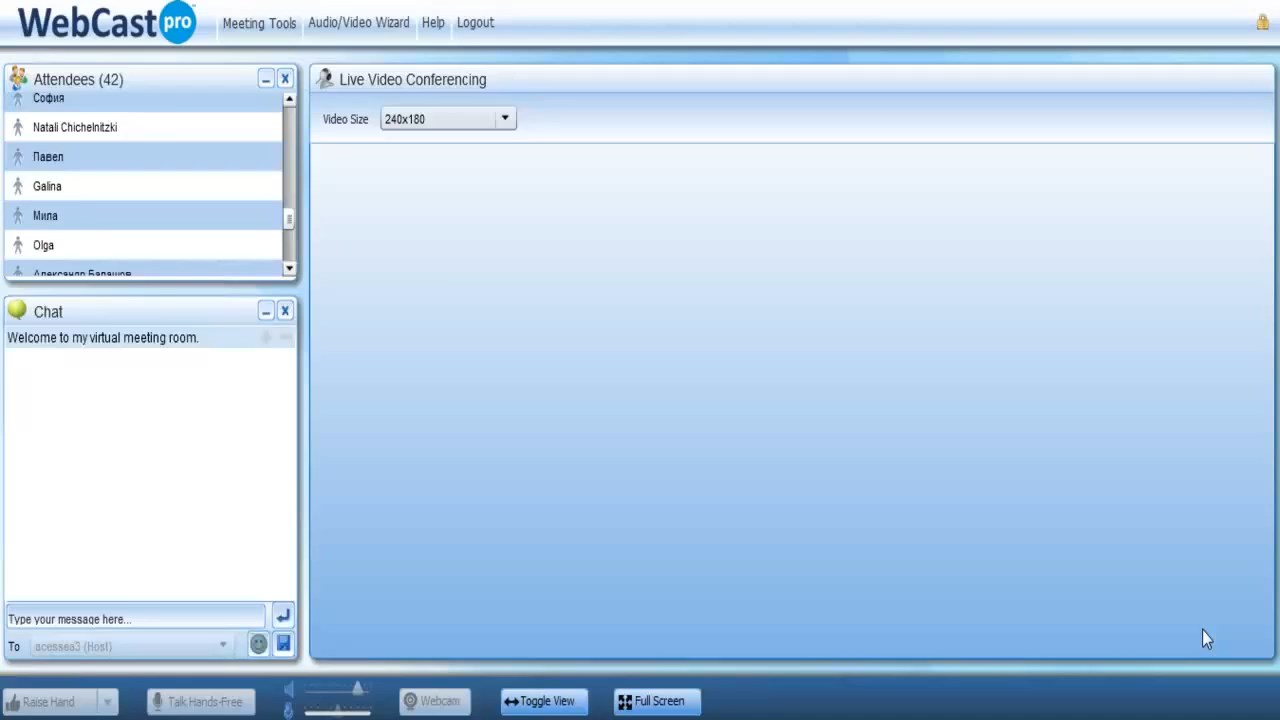 WebCast pro
Meeting Tools Audio/Video Wizard Help Logout
Attendees (42)
София
Natali Chichelnitzki
Павел
Galina
Мила
Olga
Александр Балашов
Chat
Welcome to my virtual meeting room.
Type your message here...
To acessea3 (Host)
Live Video Conferencing
Video Size 240x180
Raise Hand Talk Hands-Free Webcam Toggle View Full Screen